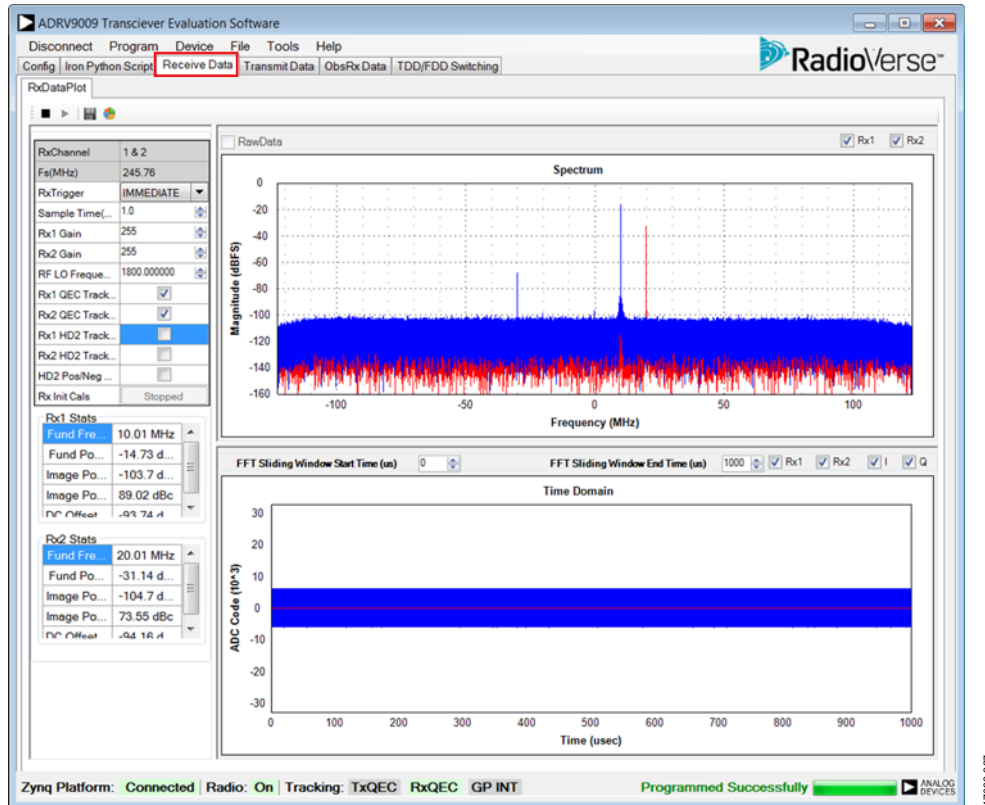 ADRV9009 Transciever Evaluation Software
Disconnect Program Device File Tools Help
RadioVerse™
Config Iron Python Script Receive Data Transmit Data ObsRx Data TDD/FDD Switching
RxDataPlot
RxChannel 1 & 2
Fs(MHz) 245.76
RxTrigger IMMEDIATE
Sample Time(... 1.0
Rx1 Gain 255
Rx2 Gain 255
RF LO Freque... 1800.000000
Rx1 QEC Track...
Rx2 QEC Track...
Rx1 HD2 Track...
Rx2 HD2 Track...
HD2 Pos/Neg ...
Rx Init Cals Stopped
Rx1 Stats
Fund Fre... 10.01 MHz
Fund Po... -14.73 d...
Image Po... -103.7 d...
Image Po... 89.02 dBc
DC Offset -93.74 d
Rx2 Stats
Fund Fre... 20.01 MHz
Fund Po... -31.14 d...
Image Po... -104.7 d...
Image Po... 73.55 dBc
DC Offset -94.16 d
RawData Rx1 Rx2
Spectrum
Magnitude (dBFS)
0
-20
-40
-60
-80
-100
-120
-140
-160
-100 -50 0 50 100
Frequency (MHz)
FFT Sliding Window Start Time (us) 0 FFT Sliding Window End Time (us) 1000 Rx1 Rx2 I Q
Time Domain
ADC Code (10^3)
30
20
10
0
-10
-20
-30
0 100 200 300 400 500 600 700 800 900 1000
Time (usec)
Zynq Platform: Connected Radio: On Tracking: TxQEC RxQEC GP INT Programmed Successfully ANALOG DEVICES